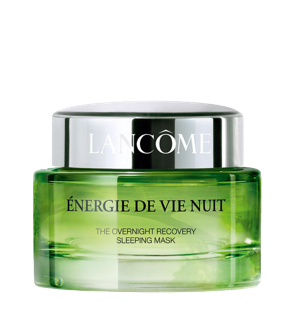 LANCÔME
ÉNERGIE DE VIE NUIT
THE OVERNIGHT RECOVERY
SLEEPING MASK